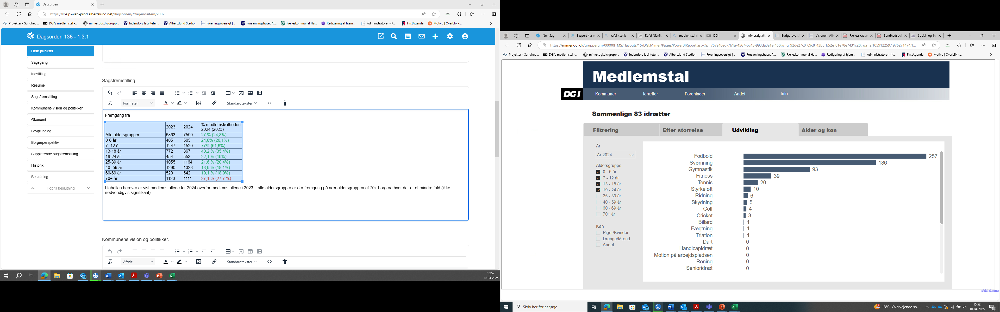 Dagsorden
https://sbsip-web-prod.albertslund.net/dagsorden/#/agendaitem/2002
Projekter - Sundhed...
DGI's medlemstal -...
mimer.dgi.dk/grupp...
Indendørs faciliteter...
Albertslund Stadion
Foreningsoversigt |...
Forsamlingshuset Al...
Fælleskommunal Ha...
Redigering af hjem...
Administratorer - K...
FirstAgenda
Motivu | Overblik -...
Dagsorden 138 - 1.3.1
Hele punktet
Sagsgang
Indstilling
Resumé
Sagsfremstilling
Kommunens vision og politikker
Økonomi
Lovgrundlag
Borgerperspektiv
Supplerende sagsfremstilling
Historik
Beslutning
Hop til beslutning
Sagsfremstilling:
Formater
Standardtekster
Fremgang fra
2023 2024 % medlemstætheden 2024 (2023)
Alle aldersgrupper 6863 7590 27 % (24,8%)
0-6 år 405 505 24,8% (20,1%)
7- 12 år 1247 1520 77% (61,6%)
13-18 år 772 867 40,2 % (35,4%)
19-24 år 454 553 22,1 % (19%)
25-39 år 1055 1164 21,6 % (20,4%)
40- 59 år 1290 1328 18,6 % (18,1%)
60-69 år 520 542 19,1 % (18,9%)
70+ år 1120 1111 27,1 % (27,7 %)
I tabellen herover er vist medlemstallene for 2024 overfor medlemstallene i 2023. I alle aldersgrupper er der fremgang på nær aldersgruppen af 70+ borgere hvor der er et mindre fald (ikke
nødvendigvis signifikant).
Kommunens vision og politikker:
Afsnit
Standardtekster
15:52
10-04-2025
NemSag
Ekspert har o
rafal niznik -
Rafał Niznik
medlemstal d
DGI
mimer.dgi.dk
Budgetovers
Visioner | Alb
Fællesskabsp
Sundhedspol
Social- og Su
https://mimer.dgi.dk/grupperum/00000ITMS/_layouts/15/DGI.Mimer/Pages/PowerBIReport.aspx?p=757a48ed-7b1a-4567-bc43-993da3a1ef46&w=g_92de27c0_69c8_43b5_b52e_81e78e7431c2&_ga=2.105912259.1976271474.1...
Projekter - Sundhed...
DGI's medlemstal -...
mimer.dgi.dk/grupp...
Indendørs faciliteter...
Albertslund Stadion
Foreningsoversigt |...
Forsamlingshuset Al...
Fælleskommunal Ha...
Redigering af hjem...
Administratorer - K...
FirstAgenda
Motivu | Overblik -...
Medlemstal
DGI
Kommuner
Idrætter
Foreninger
Andet
Info
Sammenlign 83 idrætter
Filtrering
Efter størrelse
Udvikling
Alder og køn
År
År 2024
Aldersgruppe
0 - 6 år
7 - 12 år
13 - 18 år
19 - 24 år
25 - 39 år
40 - 59 år
60 - 69 år
70+ år
Køn
Piger/Kvinder
Drenge/Mænd
Andet
Fodbold 257
Svømning 186
Gymnastik 93
Fitness 39
Tennis 20
Styrkeløft 10
Ridning 6
Skydning 5
Golf 4
Cricket 3
Billard 1
Fægtning 1
Triatlon 1
Dart 0
Handicapidræt 0
Motion på arbejdspladsen 0
Roning 0
Senioridræt 0
(fuld skærm)
Skriv her for at søge
13°C Overvejende so...
15:52
10-04-2025
18